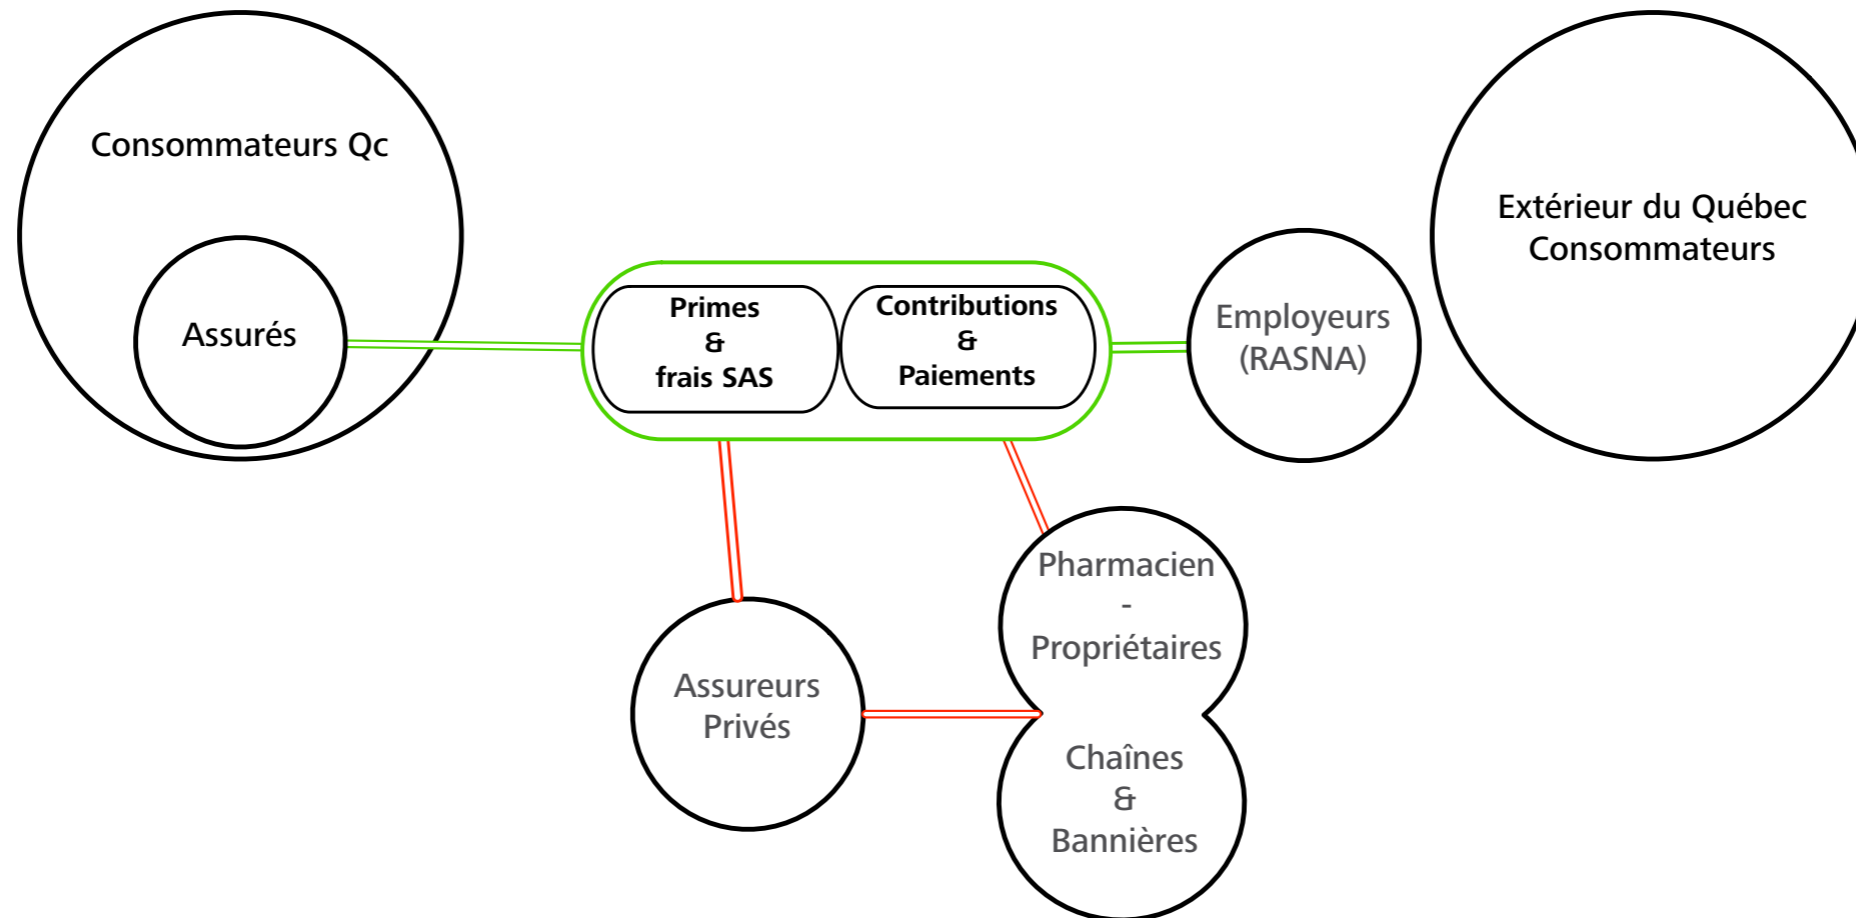 Consommateurs Qc
Assurés
Primes
&
frais SAS
Contributions
&
Paiements
Employeurs
(RASNA)
Extérieur du Québec
Consommateurs
Assureurs
Privés
Pharmacien
-
Propriétaires
Chaînes
&
Bannières